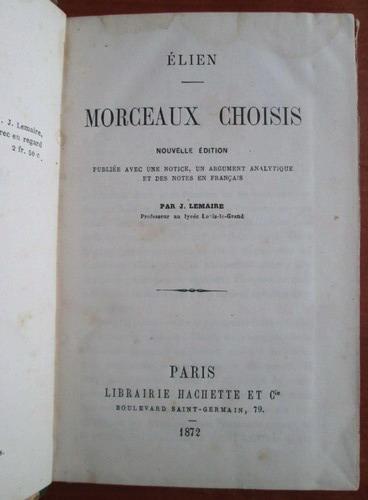 J. Lemaire,
en regard
2 fr. 50 c.
ÉLIEN
MORCEAUX CHOISIS
NOUVELLE ÉDITION
PUBLIÉE AVEC UNE NOTICE, UN ARGUMENT ANALYTIQUE
ET DES NOTES EN FRANÇAIS
PAR J. LEMAIRE
Professeur au lycée Louis-le-Grand
PARIS
LIBRAIRIE HACHETTE ET Cie
BOULEVARD SAINT-GERMAIN, 79.
1872